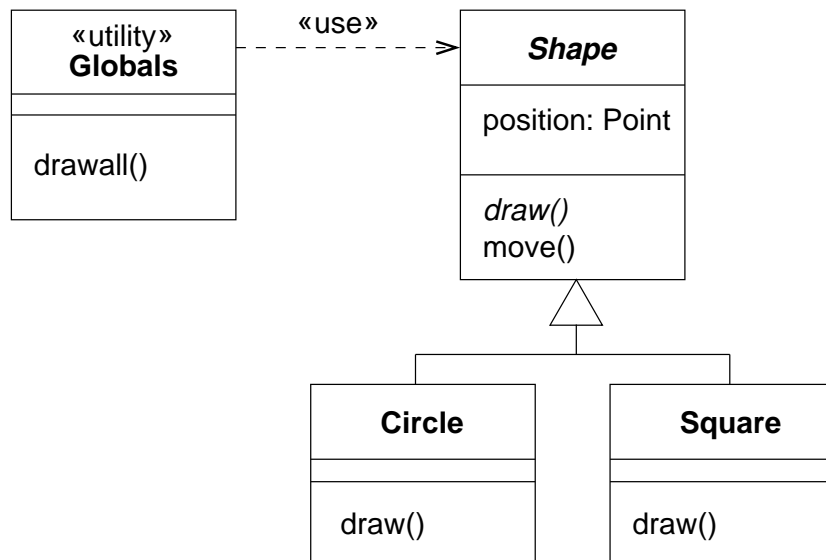 «utility»
Globals
drawall()
«use»
Shape
position: Point
draw()
move()
Circle
draw()
Square
draw()